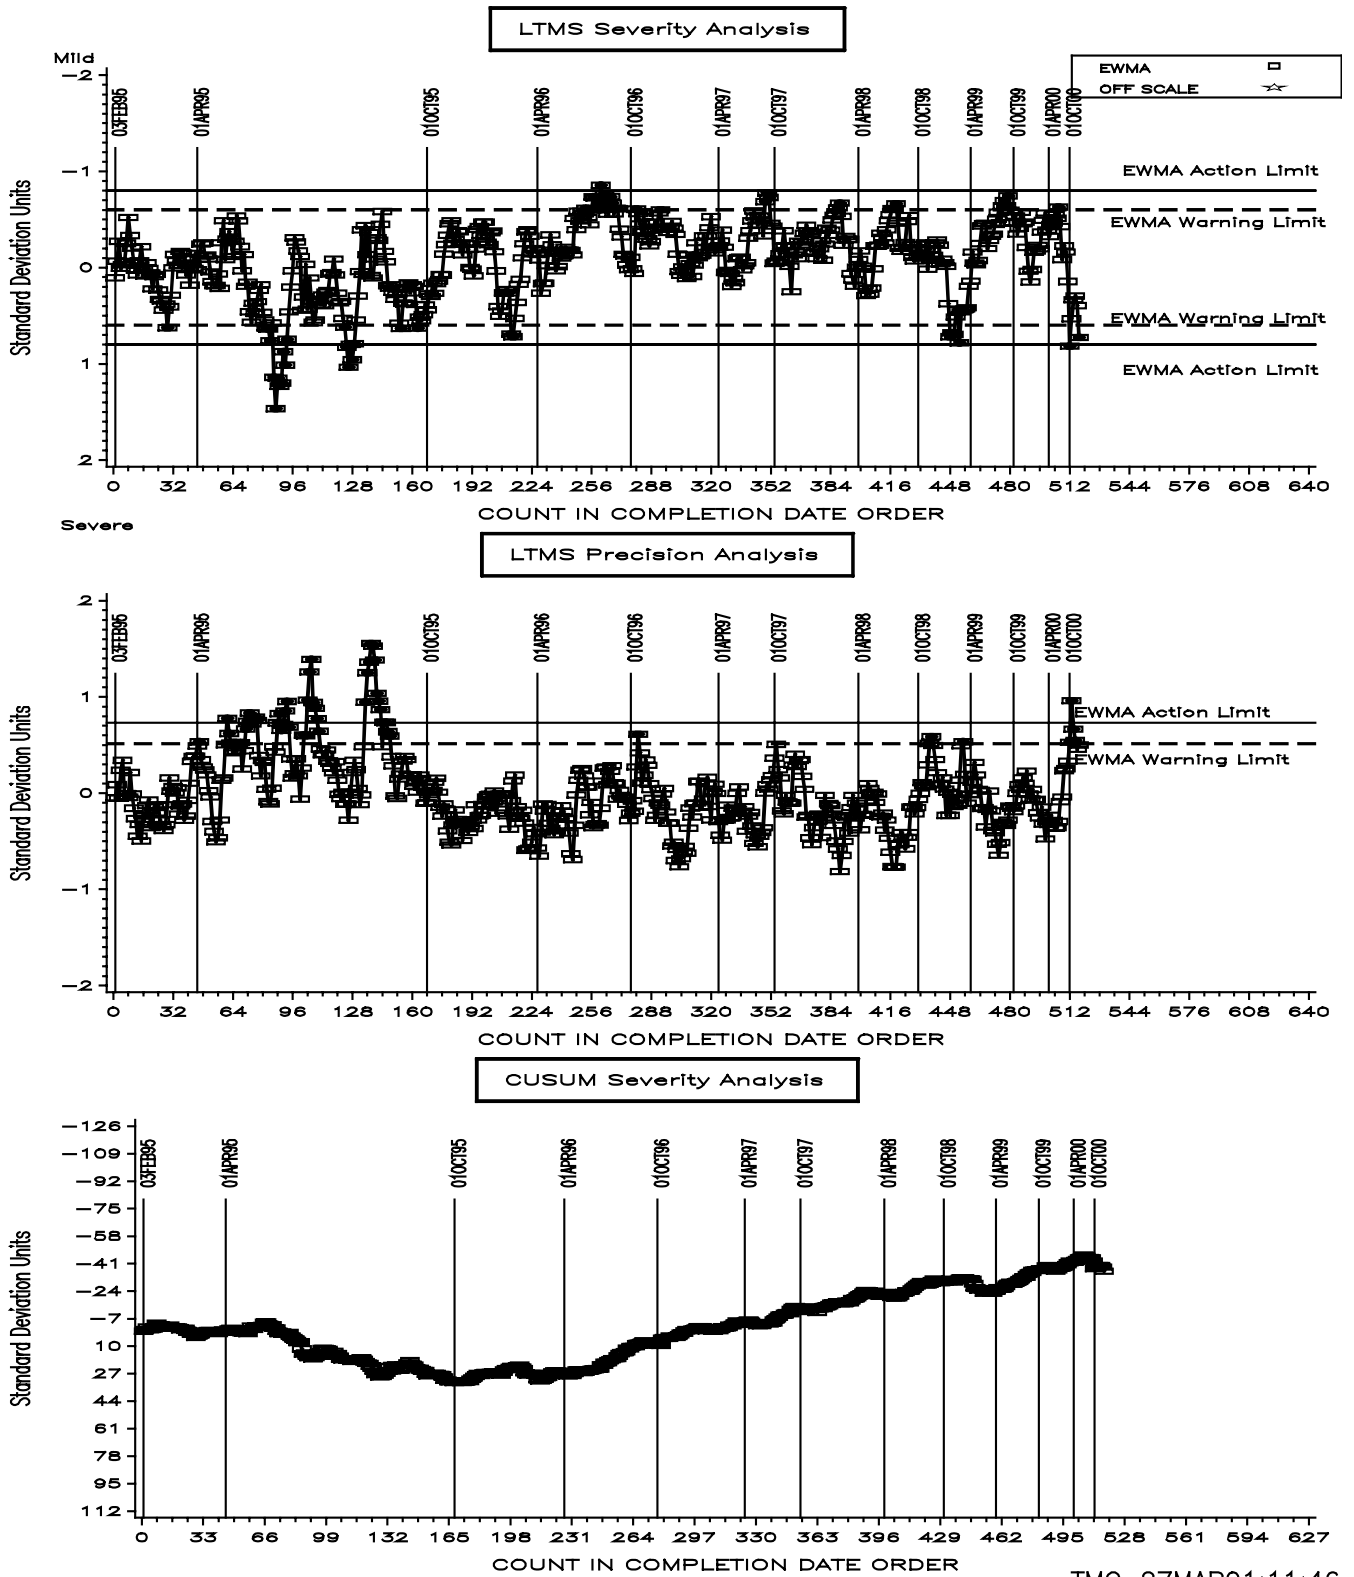 LTMS Severity Analysis
Mild
EWMA
OFF SCALE
03FEB95 01APR95 01OCT95 01APR96 01OCT96 01APR97 01OCT97 01APR98 01OCT98 01APR99 01OCT99 01APR00 01OCT00
Standard Deviation Units
-2
-1
0
1
2
EWMA Action Limit
EWMA Warning Limit
EWMA Warning Limit
EWMA Action Limit
0 32 64 96 128 160 192 224 256 288 320 352 384 416 448 480 512 544 576 608 640
COUNT IN COMPLETION DATE ORDER
Severe
LTMS Precision Analysis
03FEB95 01APR95 01OCT95 01APR96 01OCT96 01APR97 01OCT97 01APR98 01OCT98 01APR99 01OCT99 01APR00 01OCT00
Standard Deviation Units
2
1
0
-1
-2
EWMA Action Limit
EWMA Warning Limit
0 32 64 96 128 160 192 224 256 288 320 352 384 416 448 480 512 544 576 608 640
COUNT IN COMPLETION DATE ORDER
CUSUM Severity Analysis
03FEB95 01APR95 01OCT95 01APR96 01OCT96 01APR97 01OCT97 01APR98 01OCT98 01APR99 01OCT99 01APR00 01OCT00
Standard Deviation Units
-126
-109
-92
-75
-58
-41
-24
-7
10
27
44
61
78
95
112
0 33 66 99 132 165 198 231 264 297 330 363 396 429 462 495 528 561 594 627
COUNT IN COMPLETION DATE ORDER